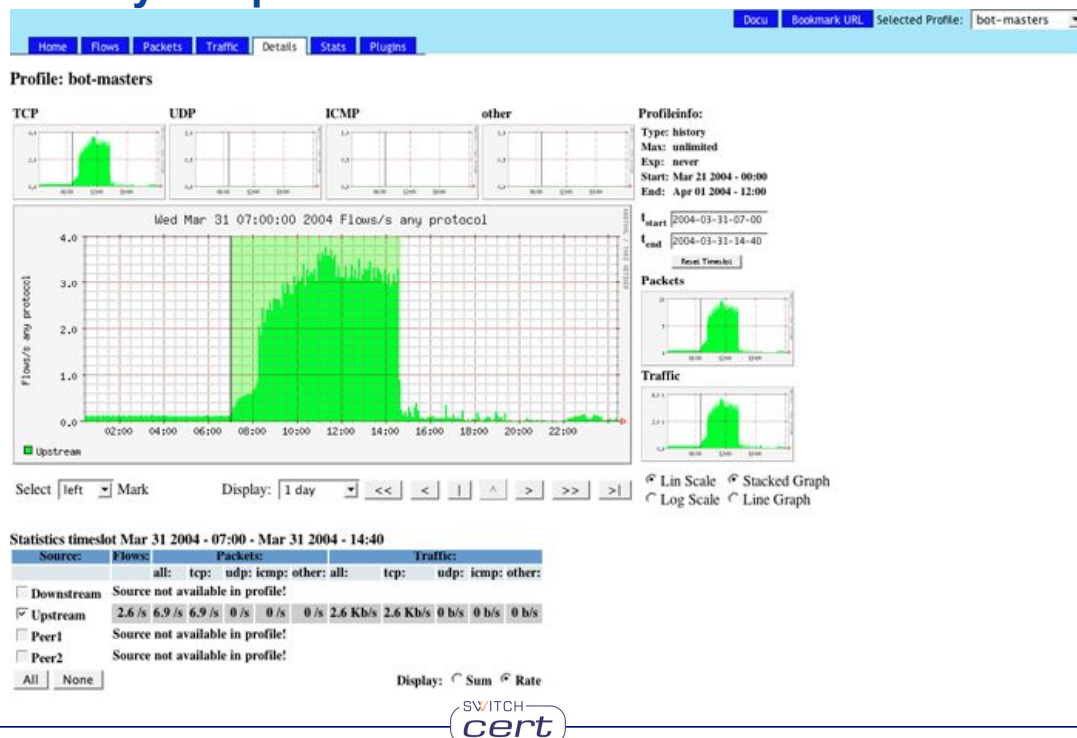 Docu Bookmark URL Selected Profile: bot-masters
Home Flows Packets Traffic Details Stats Plugins
Profile: bot-masters
TCP UDP ICMP other
Profileinfo:
Type: history
Max: unlimited
Exp: never
Start: Mar 21 2004 - 00:00
End: Apr 01 2004 - 12:00
tstart 2004-03-31-07-00
tend 2004-03-31-14-40
Reset Timeslot
Wed Mar 31 07:00:00 2004 Flows/s any protocol
Flows/s any protocol
4.0
3.0
2.0
1.0
0.0
02:00 04:00 06:00 08:00 10:00 12:00 14:00 16:00 18:00 20:00 22:00
Upstream
Packets
Traffic
Select left Mark Display: 1 day << < | ^ > >> >|
Lin Scale Stacked Graph
Log Scale Line Graph
Statistics timeslot Mar 31 2004 - 07:00 - Mar 31 2004 - 14:40
Source: Flows: Packets: Traffic:
all: tcp: udp: icmp: other: all: tcp: udp: icmp: other:
Downstream Source not available in profile!
Upstream 2.6 /s 6.9 /s 6.9 /s 0 /s 0 /s 0 /s 2.6 Kb/s 2.6 Kb/s 0 b/s 0 b/s 0 b/s
Peer1 Source not available in profile!
Peer2 Source not available in profile!
All None Display: Sum Rate
SWITCH
cert